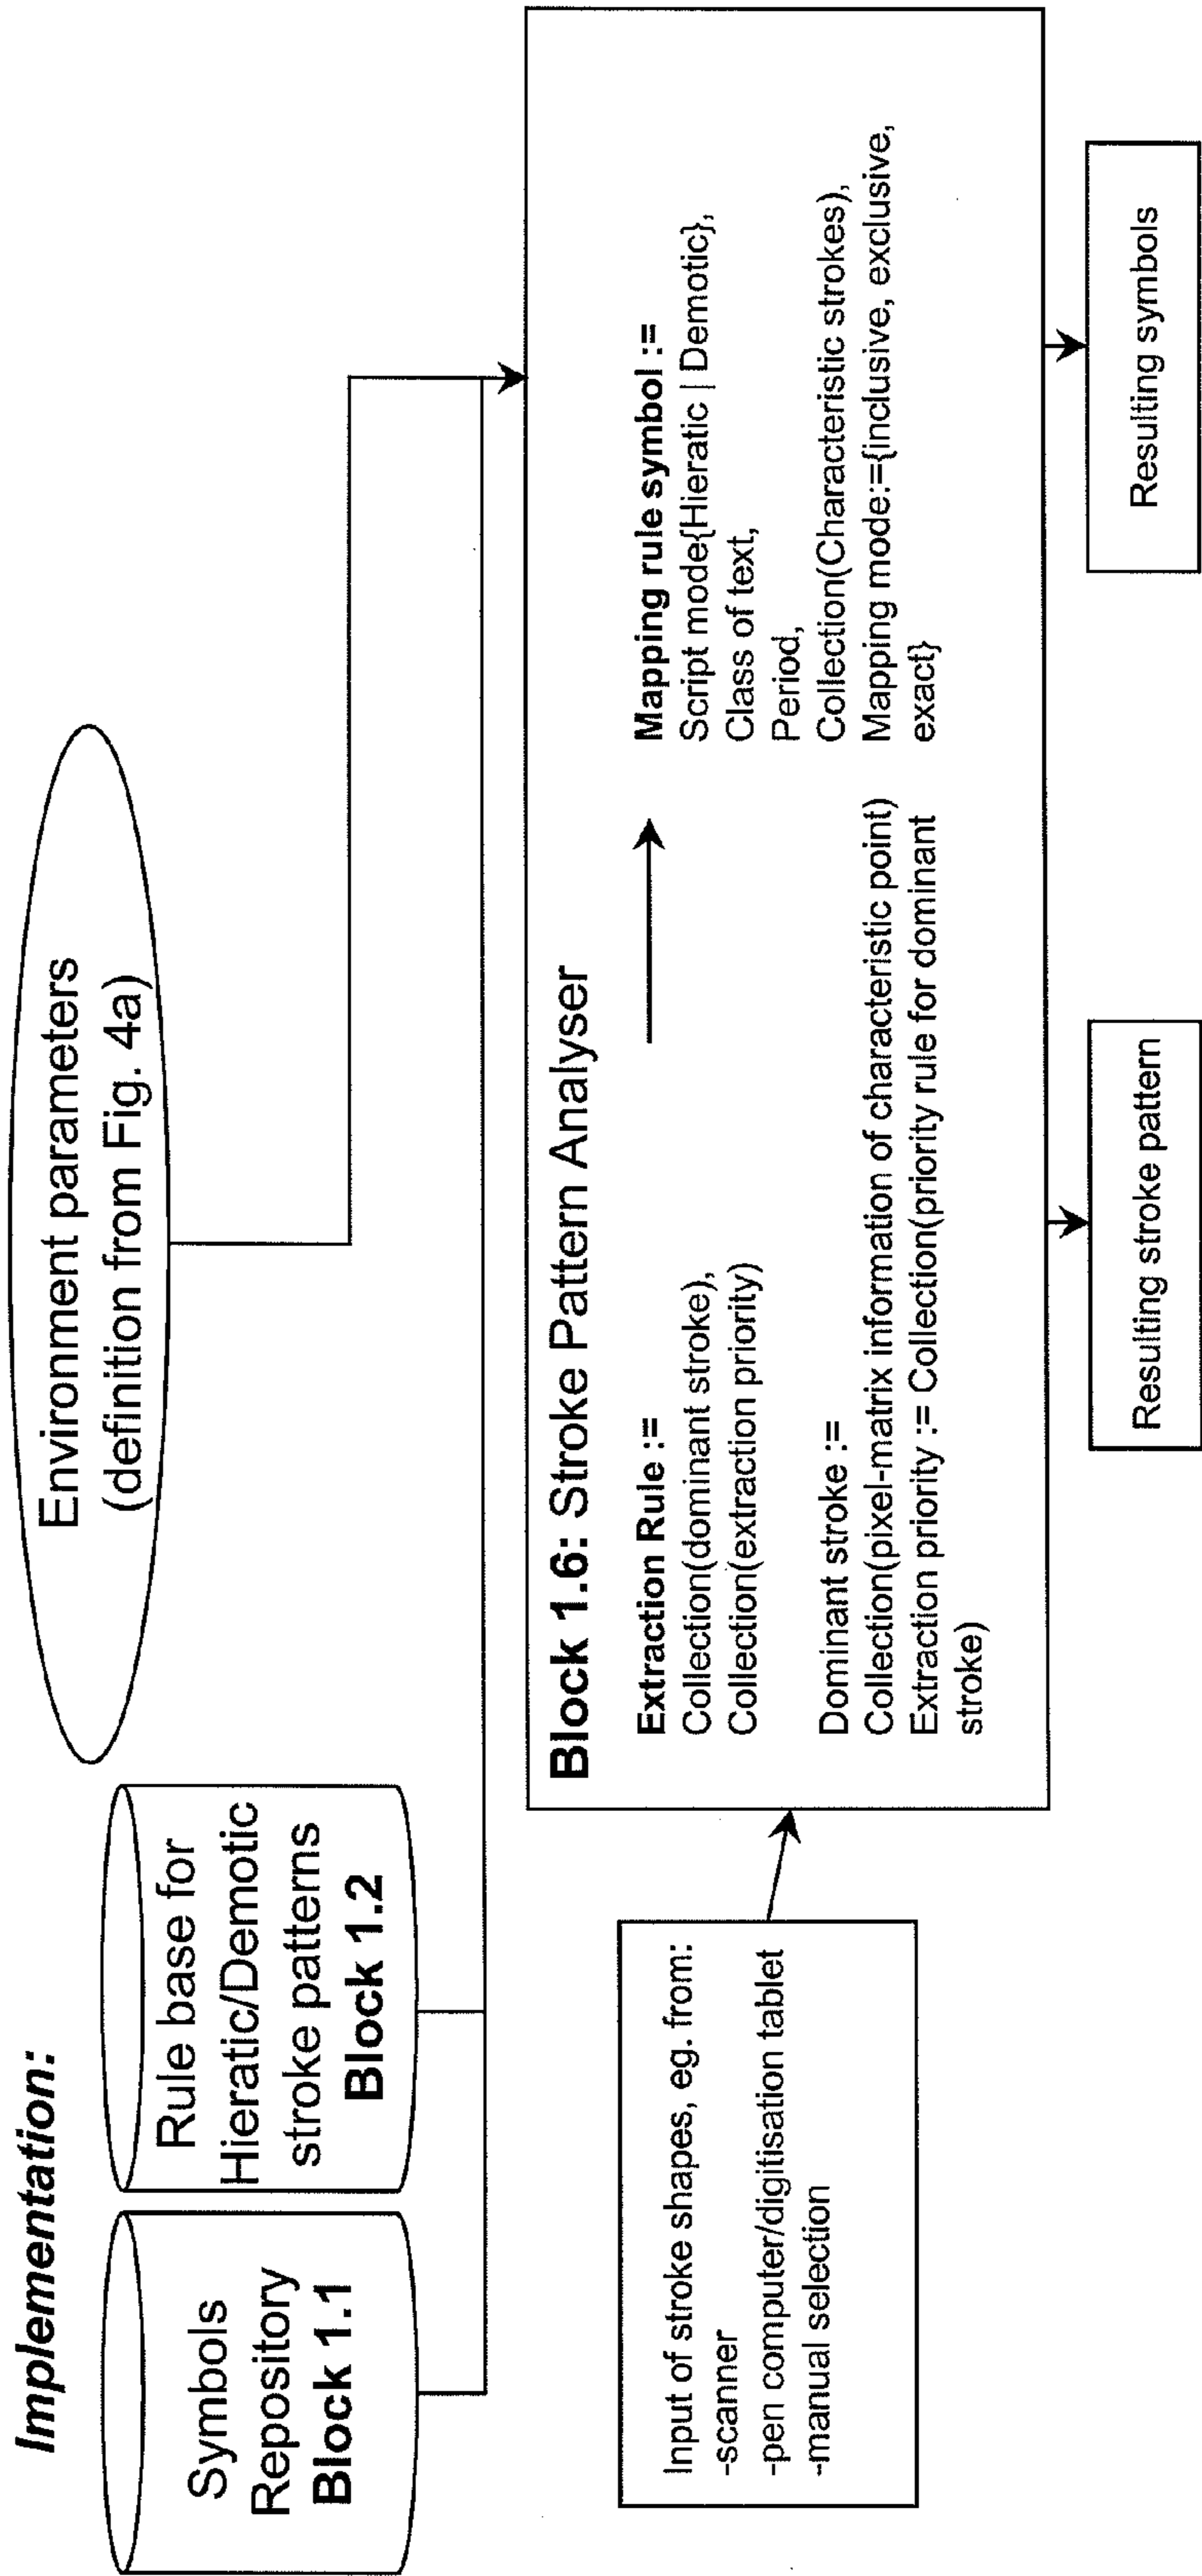 Implementation:
Symbols
Repository
Block 1.1
Rule base for
Hieratic/Demotic
stroke patterns
Block 1.2
Environment parameters
(definition from Fig. 4a)
Input of stroke shapes, eg. from:
-scanner
-pen computer/digitisation tablet
-manual selection
Block 1.6: Stroke Pattern Analyser
Extraction Rule :=
Collection(dominant stroke),
Collection(extraction priority)
Dominant stroke :=
Collection(pixel-matrix information of characteristic point)
Extraction priority := Collection(priority rule for dominant
stroke)
Mapping rule symbol :=
Script mode{Hieratic | Demotic},
Class of text,
Period,
Collection(Characteristic strokes),
Mapping mode:={inclusive, exclusive,
exact}
Resulting stroke pattern
Resulting symbols